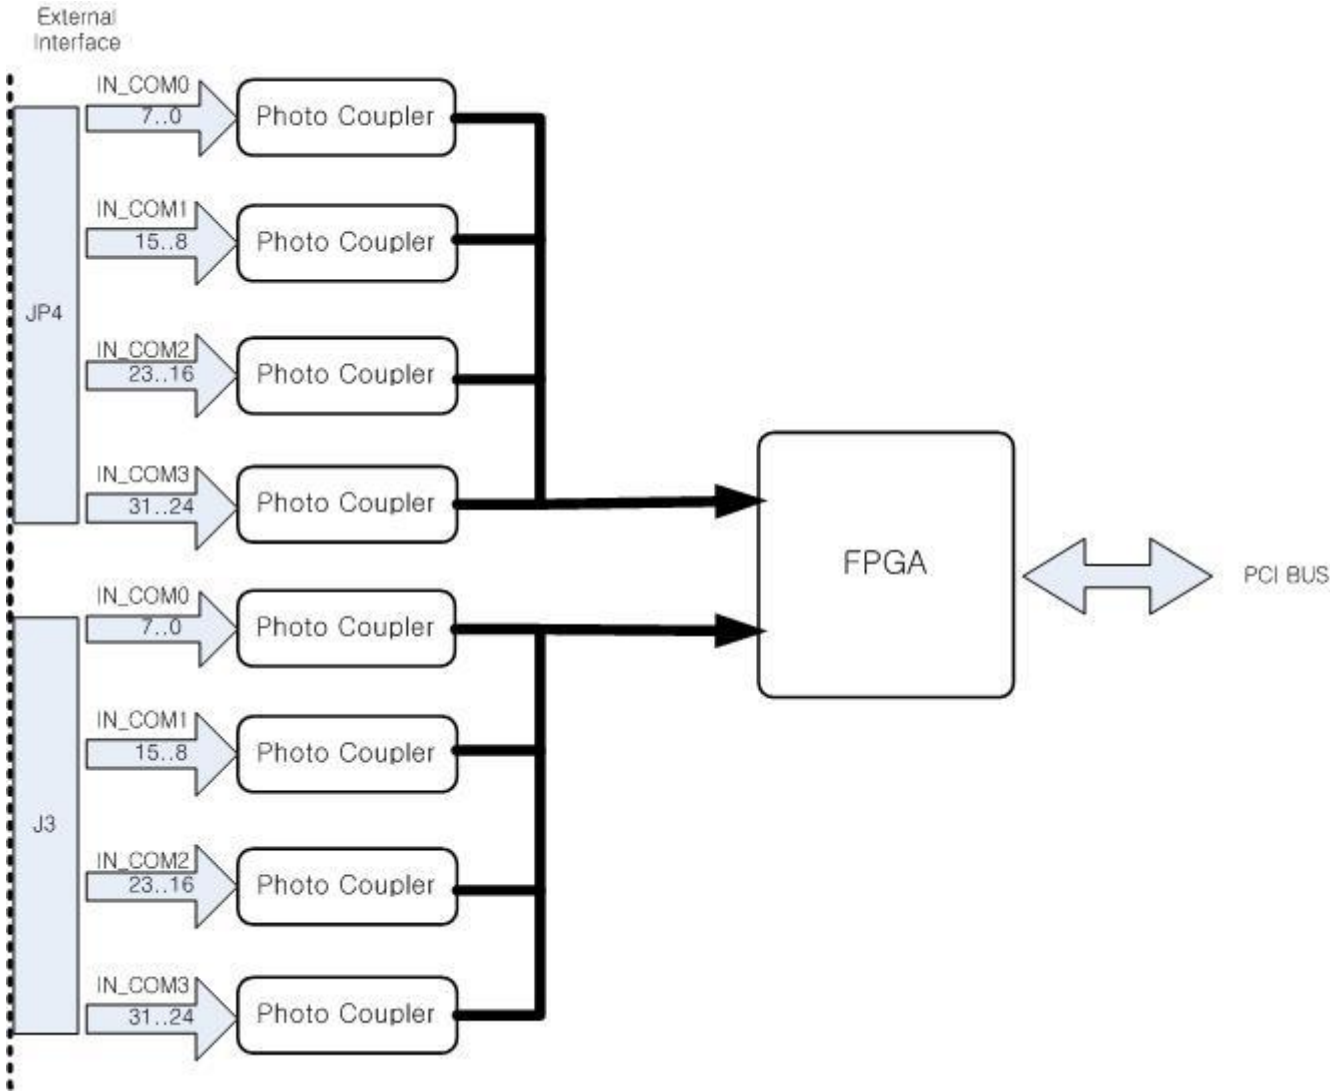 External
Interface
IN_COM0
7..0
Photo Coupler
IN_COM1
15..8
Photo Coupler
JP4
IN_COM2
23..16
Photo Coupler
IN_COM3
31..24
Photo Coupler
FPGA
PCI BUS
IN_COM0
7..0
Photo Coupler
IN_COM1
15..8
Photo Coupler
J3
IN_COM2
23..16
Photo Coupler
IN_COM3
31..24
Photo Coupler